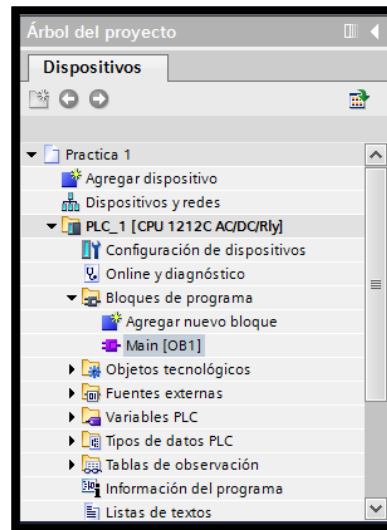 Árbol del proyecto
Dispositivos
Practica 1
Agregar dispositivo
Dispositivos y redes
PLC_1 [CPU 1212C AC/DC/Rly]
Configuración de dispositivos
Online y diagnóstico
Bloques de programa
Agregar nuevo bloque
Main [OB1]
Objetos tecnológicos
Fuentes externas
Variables PLC
Tipos de datos PLC
Tablas de observación
Información del programa
Listas de textos